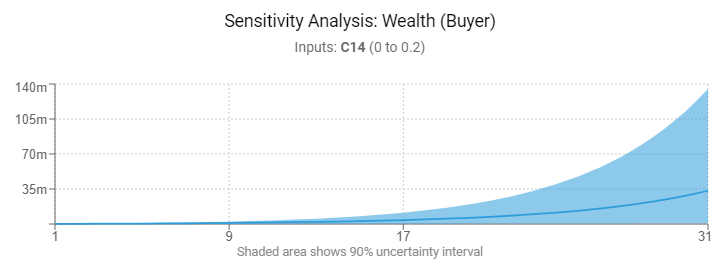 Sensitivity Analysis: Wealth (Buyer)
Inputs: C14 (0 to 0.2)
140m
105m
70m
35m
1 9 17 31
Shaded area shows 90% uncertainty interval